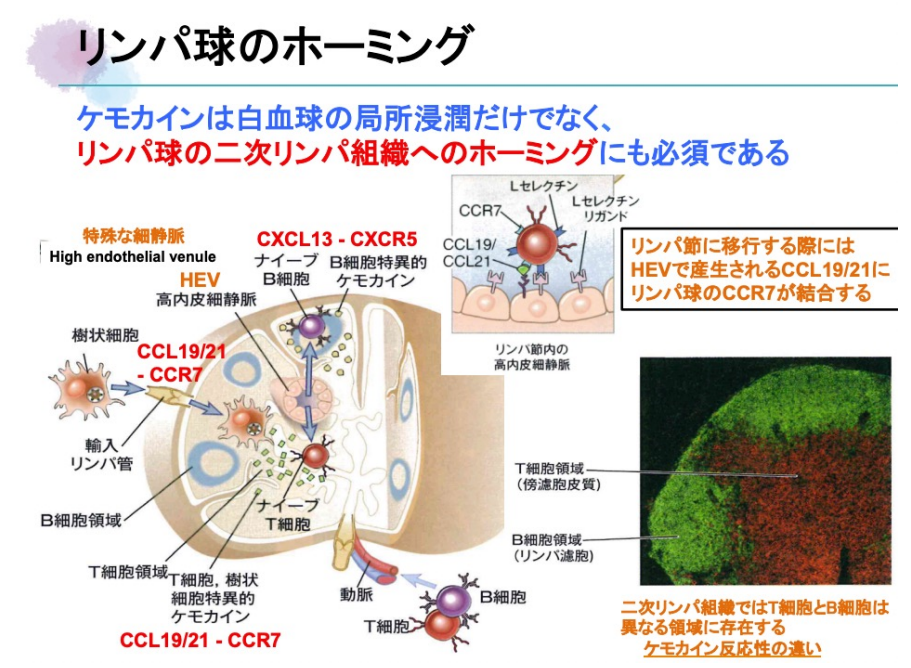 リンパ球のホーミング
ケモカインは白血球の局所浸潤だけでなく、
リンパ球の二次リンパ組織へのホーミングにも必須である
特殊な細静脈
High endothelial venule
HEV
高内皮細静脈
CXCL13 - CXCR5
ナイーブ
B細胞
B細胞特異的
ケモカイン
樹状細胞
CCL19/21
- CCR7
輸入
リンパ管
B細胞領域
T細胞領域
T細胞, 樹状
細胞特異的
ケモカイン
CCL19/21 - CCR7
ナイーブ
T細胞
動脈
B細胞
T細胞
Lセレクチン
CCR7
Lセレクチン
リガンド
CCL19/
CCL21
リンパ節内の
高内皮細静脈
リンパ節に移行する際には
HEVで産生されるCCL19/21に
リンパ球のCCR7が結合する
T細胞領域
(傍濾胞皮質)
B細胞領域
(リンパ濾胞)
二次リンパ組織ではT細胞とB細胞は
異なる領域に存在する
ケモカイン反応性の違い